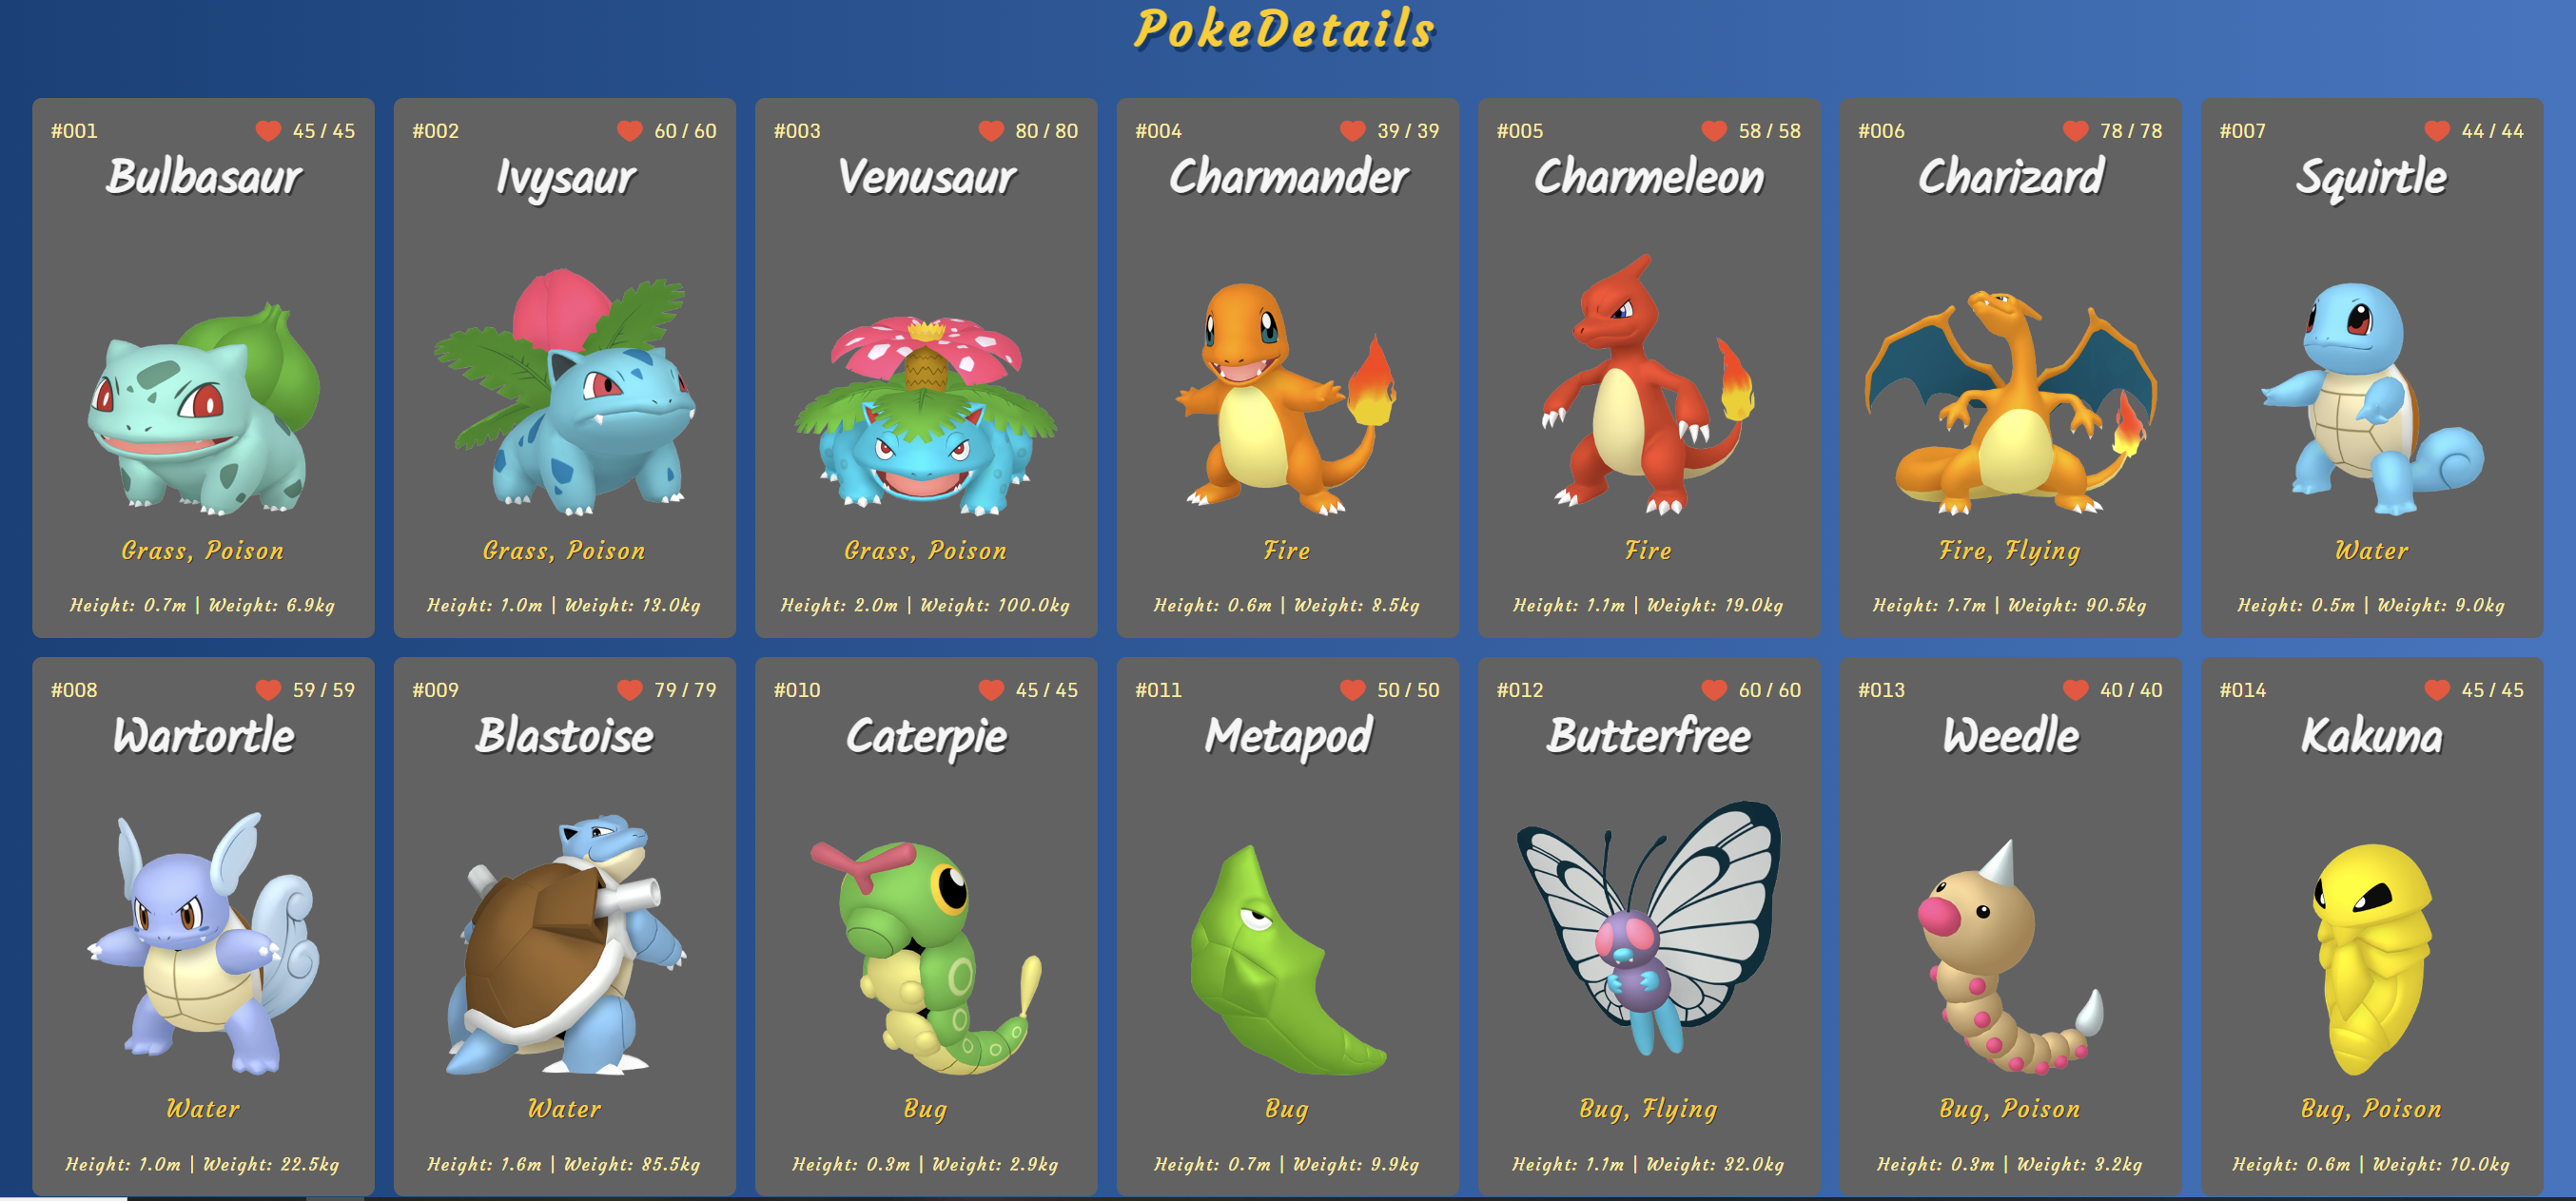 PokeDetails
#001 45 / 45
Bulbasaur
Grass, Poison
Height: 0.7m | Weight: 6.9kg
#002 60 / 60
Ivysaur
Grass, Poison
Height: 1.0m | Weight: 13.0kg
#003 80 / 80
Venusaur
Grass, Poison
Height: 2.0m | Weight: 100.0kg
#004 39 / 39
Charmander
Fire
Height: 0.6m | Weight: 8.5kg
#005 58 / 58
Charmeleon
Fire
Height: 1.1m | Weight: 19.0kg
#006 78 / 78
Charizard
Fire, Flying
Height: 1.7m | Weight: 90.5kg
#007 44 / 44
Squirtle
Water
Height: 0.5m | Weight: 9.0kg
#008 59 / 59
Wartortle
Water
Height: 1.0m | Weight: 22.5kg
#009 79 / 79
Blastoise
Water
Height: 1.6m | Weight: 85.5kg
#010 45 / 45
Caterpie
Bug
Height: 0.3m | Weight: 2.9kg
#011 50 / 50
Metapod
Bug
Height: 0.7m | Weight: 9.9kg
#012 60 / 60
Butterfree
Bug, Flying
Height: 1.1m | Weight: 32.0kg
#013 40 / 40
Weedle
Bug, Poison
Height: 0.3m | Weight: 3.2kg
#014 45 / 45
Kakuna
Bug, Poison
Height: 0.6m | Weight: 10.0kg